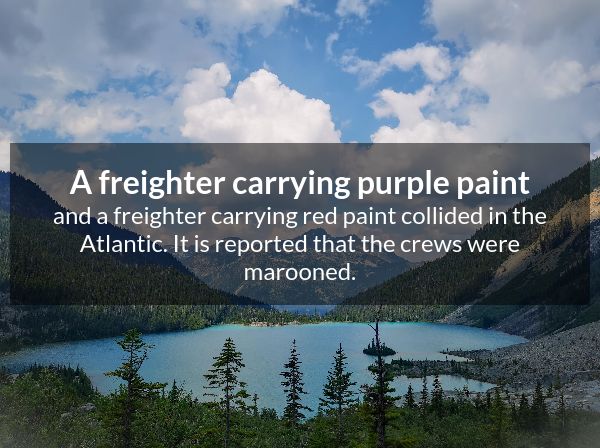 A freighter carrying purple paint
and a freighter carrying red paint collided in the
Atlantic. It is reported that the crews were
marooned.